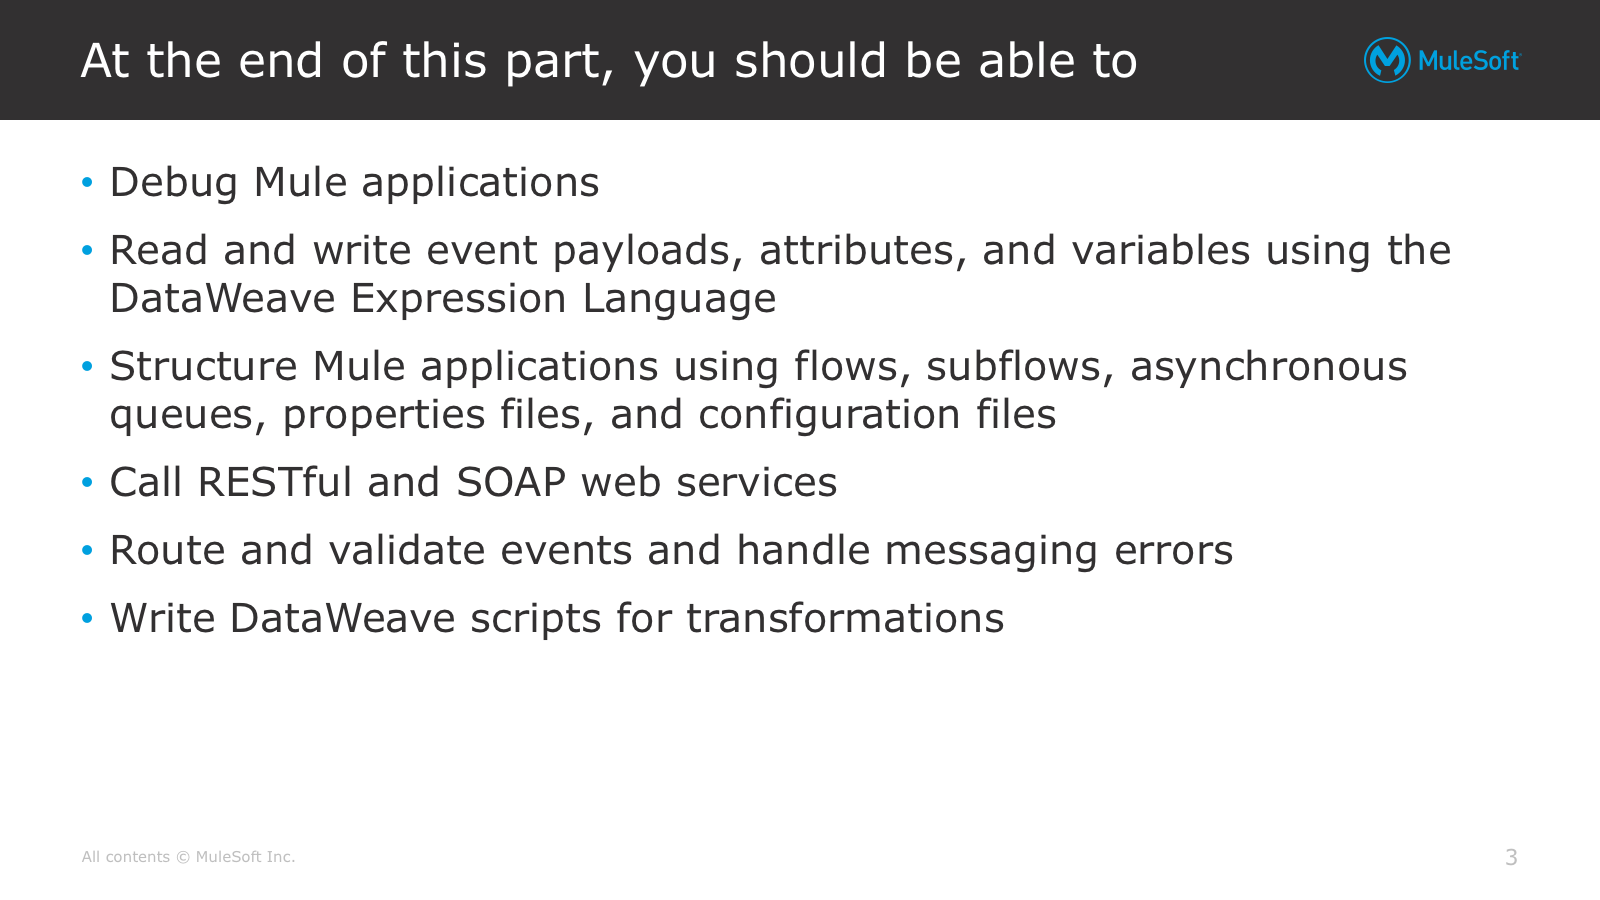 At the end of this part, you should be able to
MuleSoft
• Debug Mule applications
• Read and write event payloads, attributes, and variables using the
DataWeave Expression Language
• Structure Mule applications using flows, subflows, asynchronous
queues, properties files, and configuration files
• Call RESTful and SOAP web services
• Route and validate events and handle messaging errors
• Write DataWeave scripts for transformations
All contents © MuleSoft Inc.
3